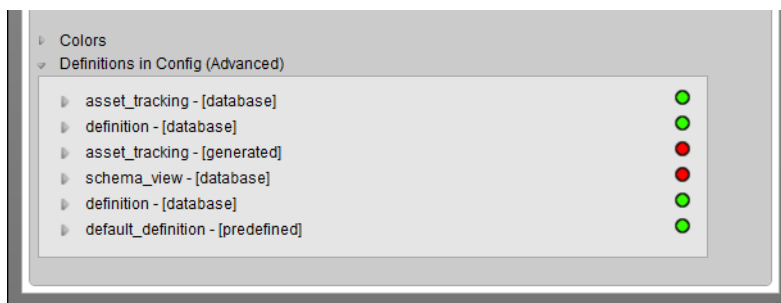 Colors
Definitions in Config (Advanced)
asset_tracking - [database]
definition - [database]
asset_tracking - [generated]
schema_view - [database]
definition - [database]
default_definition - [predefined]